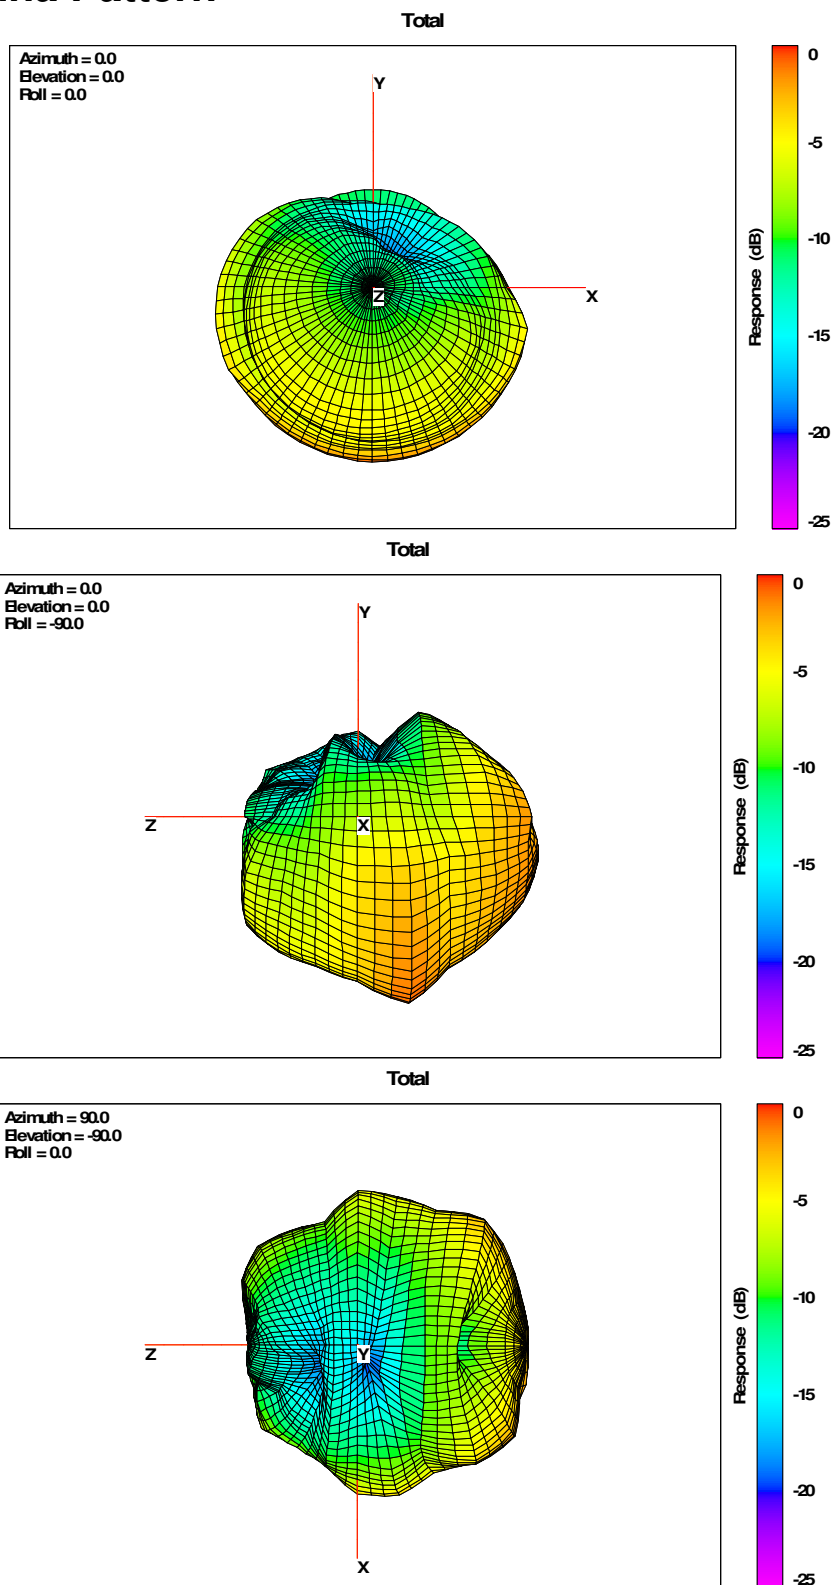 Total
Azimuth = 0.0
Elevation = 0.0
Roll = 0.0
Y
Z
X
0
-5
-10
-15
-20
-25
Response (dB)
Total
Azimuth = 0.0
Elevation = 0.0
Roll = -90.0
Y
Z
X
0
-5
-10
-15
-20
-25
Response (dB)
Total
Azimuth = 90.0
Elevation = -90.0
Roll = 0.0
Z
Y
X
0
-5
-10
-15
-20
-25
Response (dB)